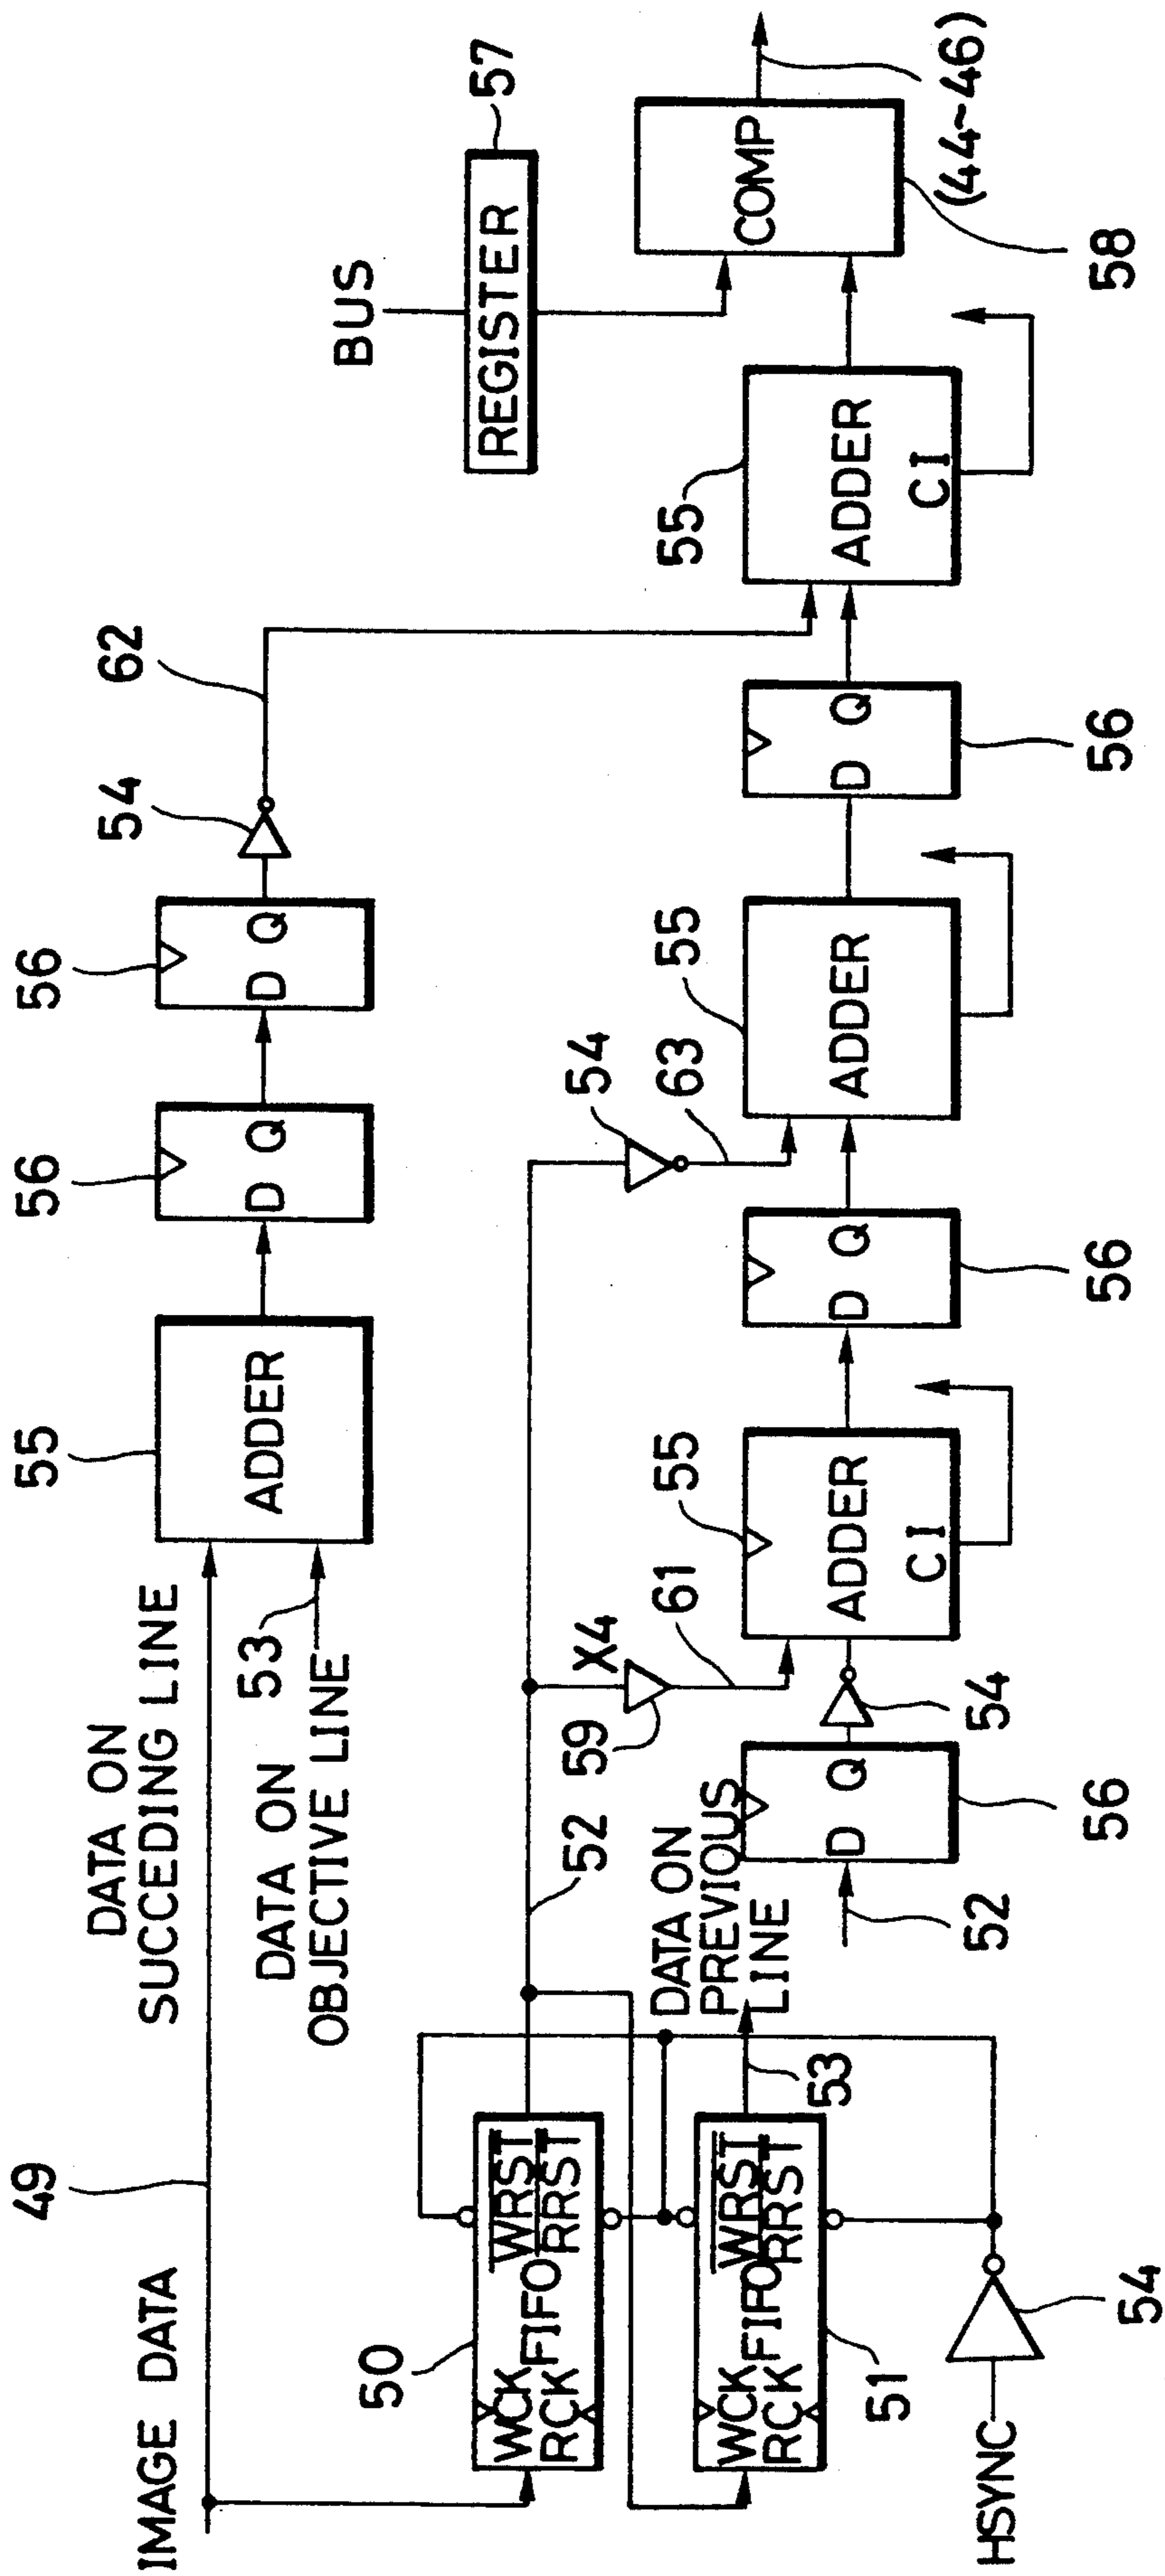 IMAGE DATA
49
DATA ON
SUCCEDING LINE
53
DATA ON
OBJECTIVE LINE
55
ADDER
56
D Q
56
D Q
54
62
BUS
REGISTER
57
50
WCK
FIFO
RCK
WRST
RRST
52
X4
59
61
54
63
51
WCK
FIFO
RCK
WRST
RRST
53
DATA ON
PREVIOUS
LINE
HSYNC
54
52
D Q
56
54
55
ADDER
CI
D Q
56
55
ADDER
D Q
56
55
ADDER
CI
COMP
58
(44~46)